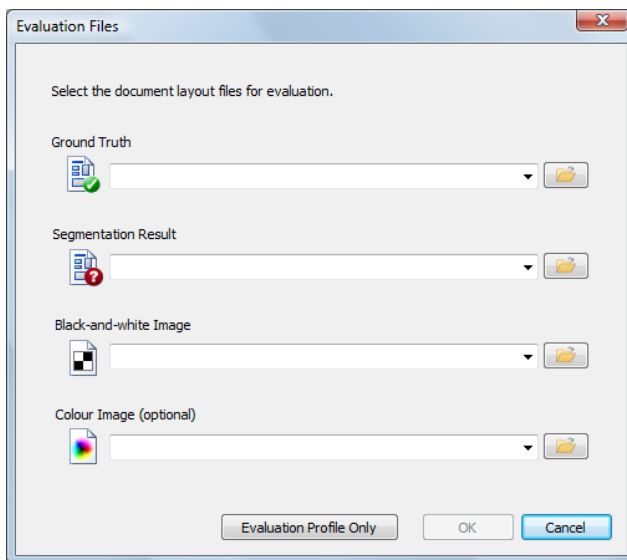 Evaluation Files
Select the document layout files for evaluation.
Ground Truth
Segmentation Result
Black-and-white Image
Colour Image (optional)
Evaluation Profile Only
OK
Cancel